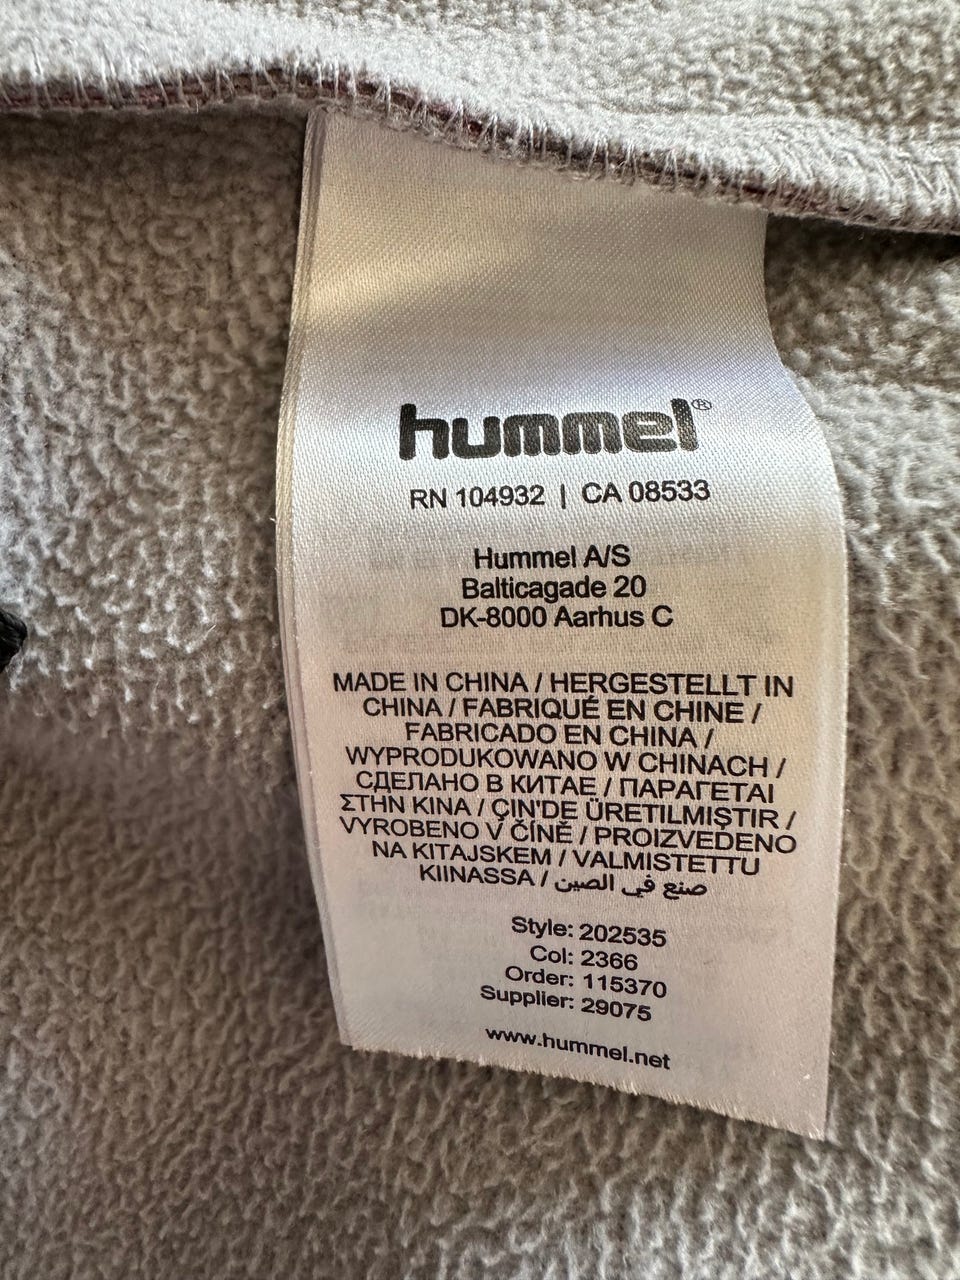 hummel®
RN 104932 | CA 08533
Hummel A/S
Balticagade 20
DK-8000 Aarhus C
MADE IN CHINA / HERGESTELLT IN
CHINA / FABRIQUÉ EN CHINE /
FABRICADO EN CHINA /
WYPRODUKOWANO W CHINACH /
СДЕЛАНО В КИТАЕ / ΠΑΡΑΓΕΤΑΙ
ΣΤΗΝ ΚΙΝΑ / ÇIN'DE ÜRETILMIŞTIR /
VYROBENO V ČÍNĚ / PROIZVEDENO
NA KITAJSKEM / VALMISTETTU
KIINASSA / صنع في الصين
Style: 202535
Col: 2366
Order: 115370
Supplier: 29075
www.hummel.net